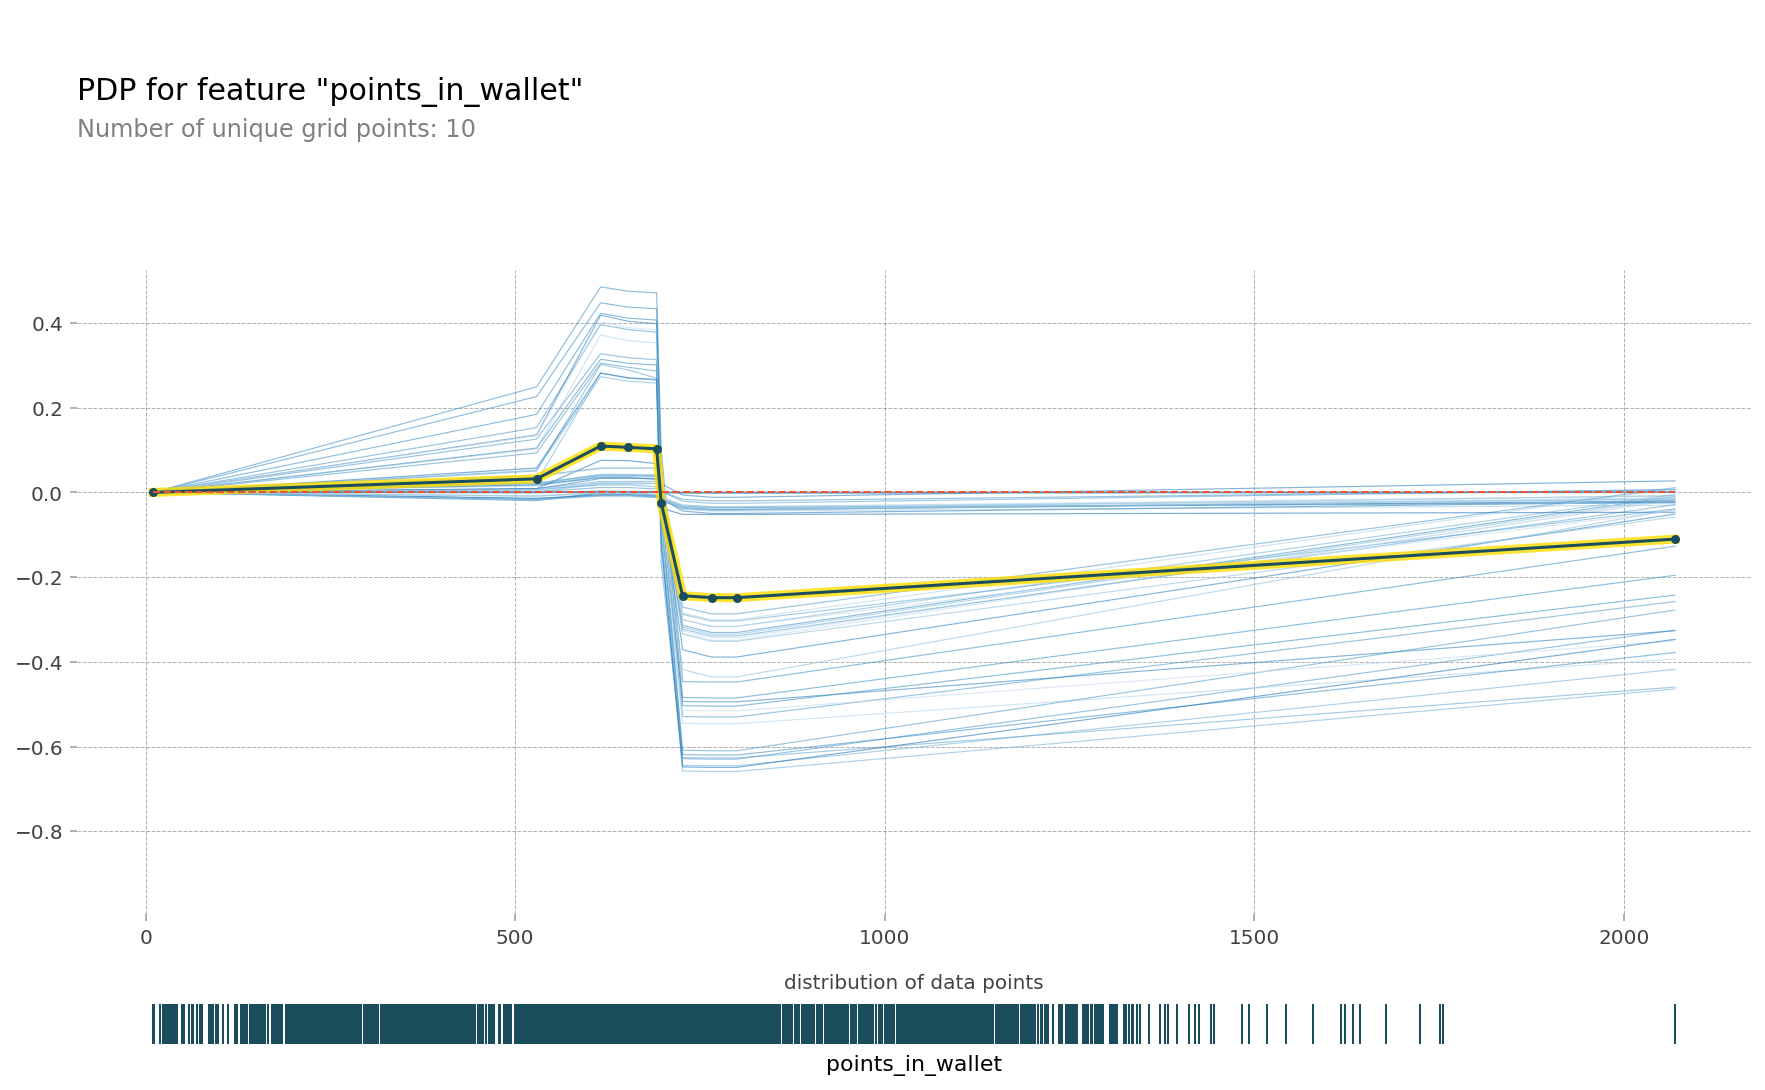 PDP for feature "points_in_wallet"
Number of unique grid points: 10
0.4
0.2
0.0
−0.2
−0.4
−0.6
−0.8
0 500 1000 1500 2000
distribution of data points
points_in_wallet